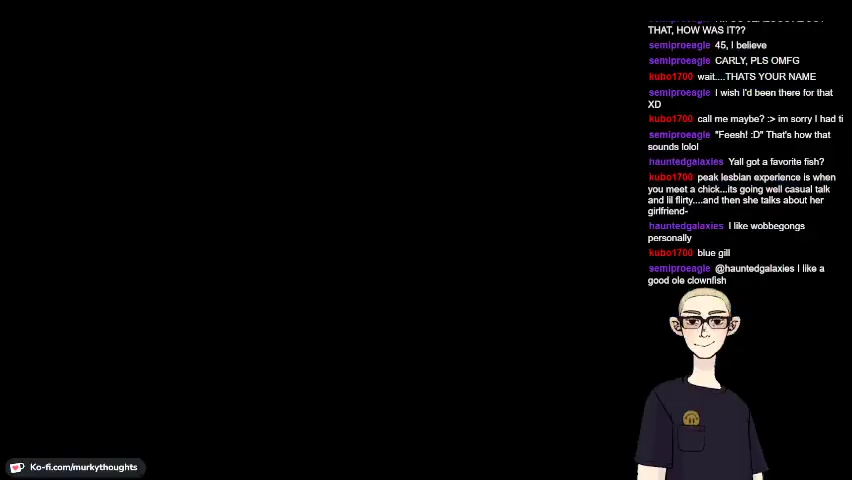 THAT, HOW WAS IT??
semiproeagle 45, I believe
semiproeagle CARLY, PLS OMFG
kubo1700 wait....THATS YOUR NAME
semiproeagle I wish I'd been there for that
XD
kubo1700 call me maybe? :> im sorry I had ti
semiproeagle "Feesh! :D" That's how that
sounds lolol
hauntedgalaxies Yall got a favorite fish?
kubo1700 peak lesbian experience is when
you meet a chick...its going well casual talk
and lil flirty....and then she talks about her
girlfriend-
hauntedgalaxies I like wobbegongs
personally
kubo1700 blue gill
semiproeagle @hauntedgalaxies I like a
good ole clownfish
Ko-fi.com/murkythoughts